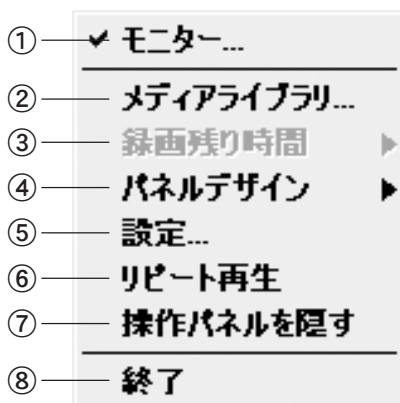 ① ✔ モニター...
② メディアライブラリ...
③ 録画残り時間 ▶
④ パネルデザイン ▶
⑤ 設定...
⑥ リピート再生
⑦ 操作パネルを隠す
⑧ 終了